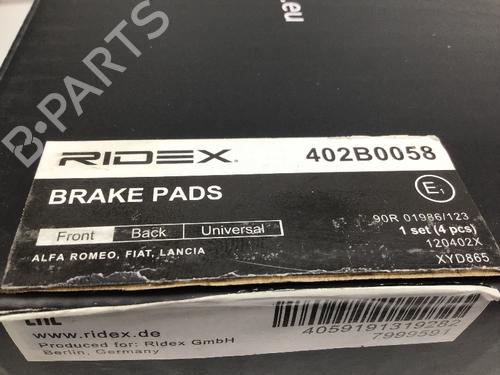 .eu
B-PARTS
RIDEX. 402B0058
BRAKE PADS
E1
90R 01986/123
Front Back Universal
1 set (4 pcs)
120402X
ALFA ROMEO, FIAT, LANCIA
XYD865
www.ridex.de
4059191319282
Produced for: Ridex GmbH
7999591
Berlin, Germany